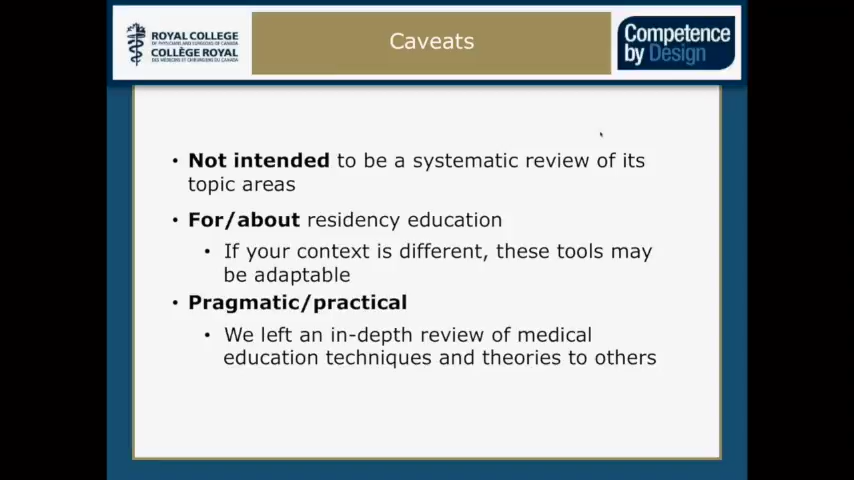 ROYAL COLLEGE
OF PHYSICIANS AND SURGEONS OF CANADA
COLLÈGE ROYAL
DES MÉDECINS ET CHIRURGIENS DU CANADA
Caveats
Competence
by Design
• Not intended to be a systematic review of its
topic areas
• For/about residency education
• If your context is different, these tools may
be adaptable
• Pragmatic/practical
• We left an in-depth review of medical
education techniques and theories to others